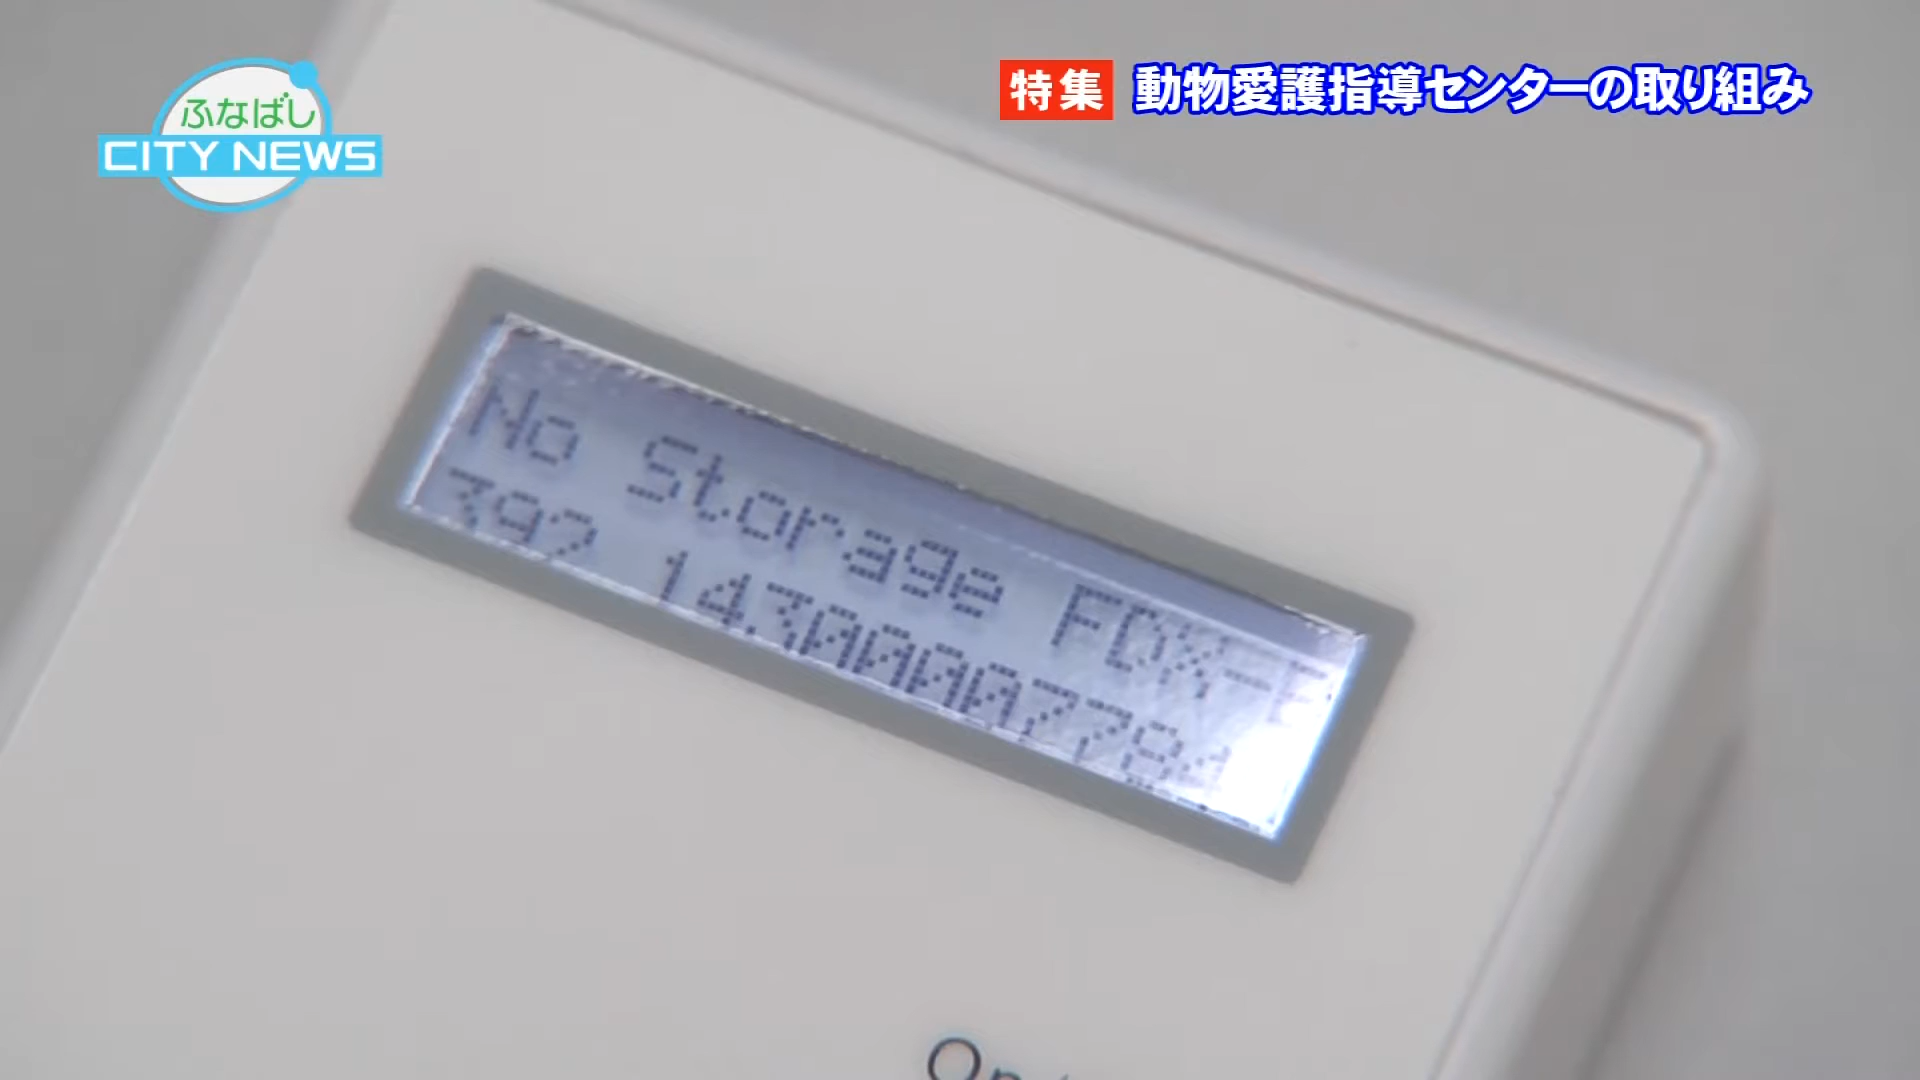 ふなばし
CITY NEWS
特集 動物愛護指導センターの取り組み
No Storage FDX-
392 14300007784